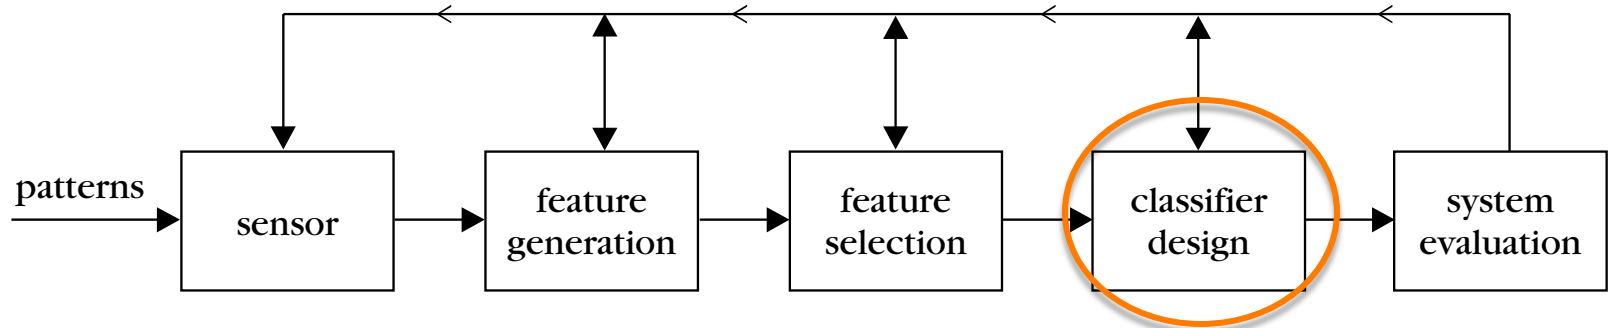 patterns
sensor
feature
generation
feature
selection
classifier
design
system
evaluation